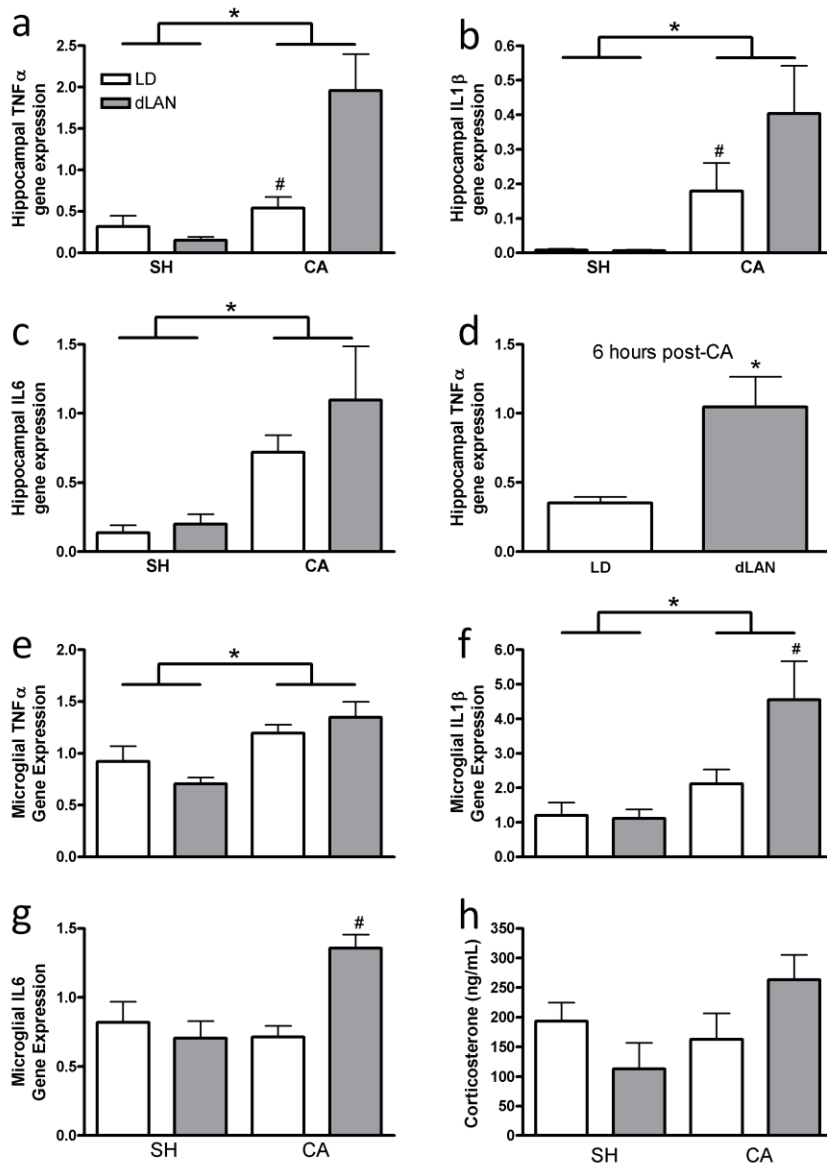 a
*
Hippocampal TNFα
gene expression
2.5
2.0
1.5
1.0
0.5
0.0
LD
dLAN
#
SH
CA
b
*
Hippocampal IL1β
gene expression
0.6
0.5
0.4
0.3
0.2
0.1
0.0
#
SH
CA
c
*
Hippocampal IL6
gene expression
1.5
1.0
0.5
0.0
SH
CA
d
6 hours post-CA
*
Hippocampal TNFα
gene expression
1.5
1.0
0.5
0.0
LD
dLAN
e
*
Microglial TNFα
Gene Expression
2.0
1.5
1.0
0.5
0.0
f
*
Microglial IL1β
Gene Expression
6.0
5.0
4.0
3.0
2.0
1.0
0.0
#
g
Microglial IL6
Gene Expression
1.5
1.0
0.5
0.0
#
SH
CA
h
Corticosterone (ng/mL)
350
300
250
200
150
100
50
0
SH
CA